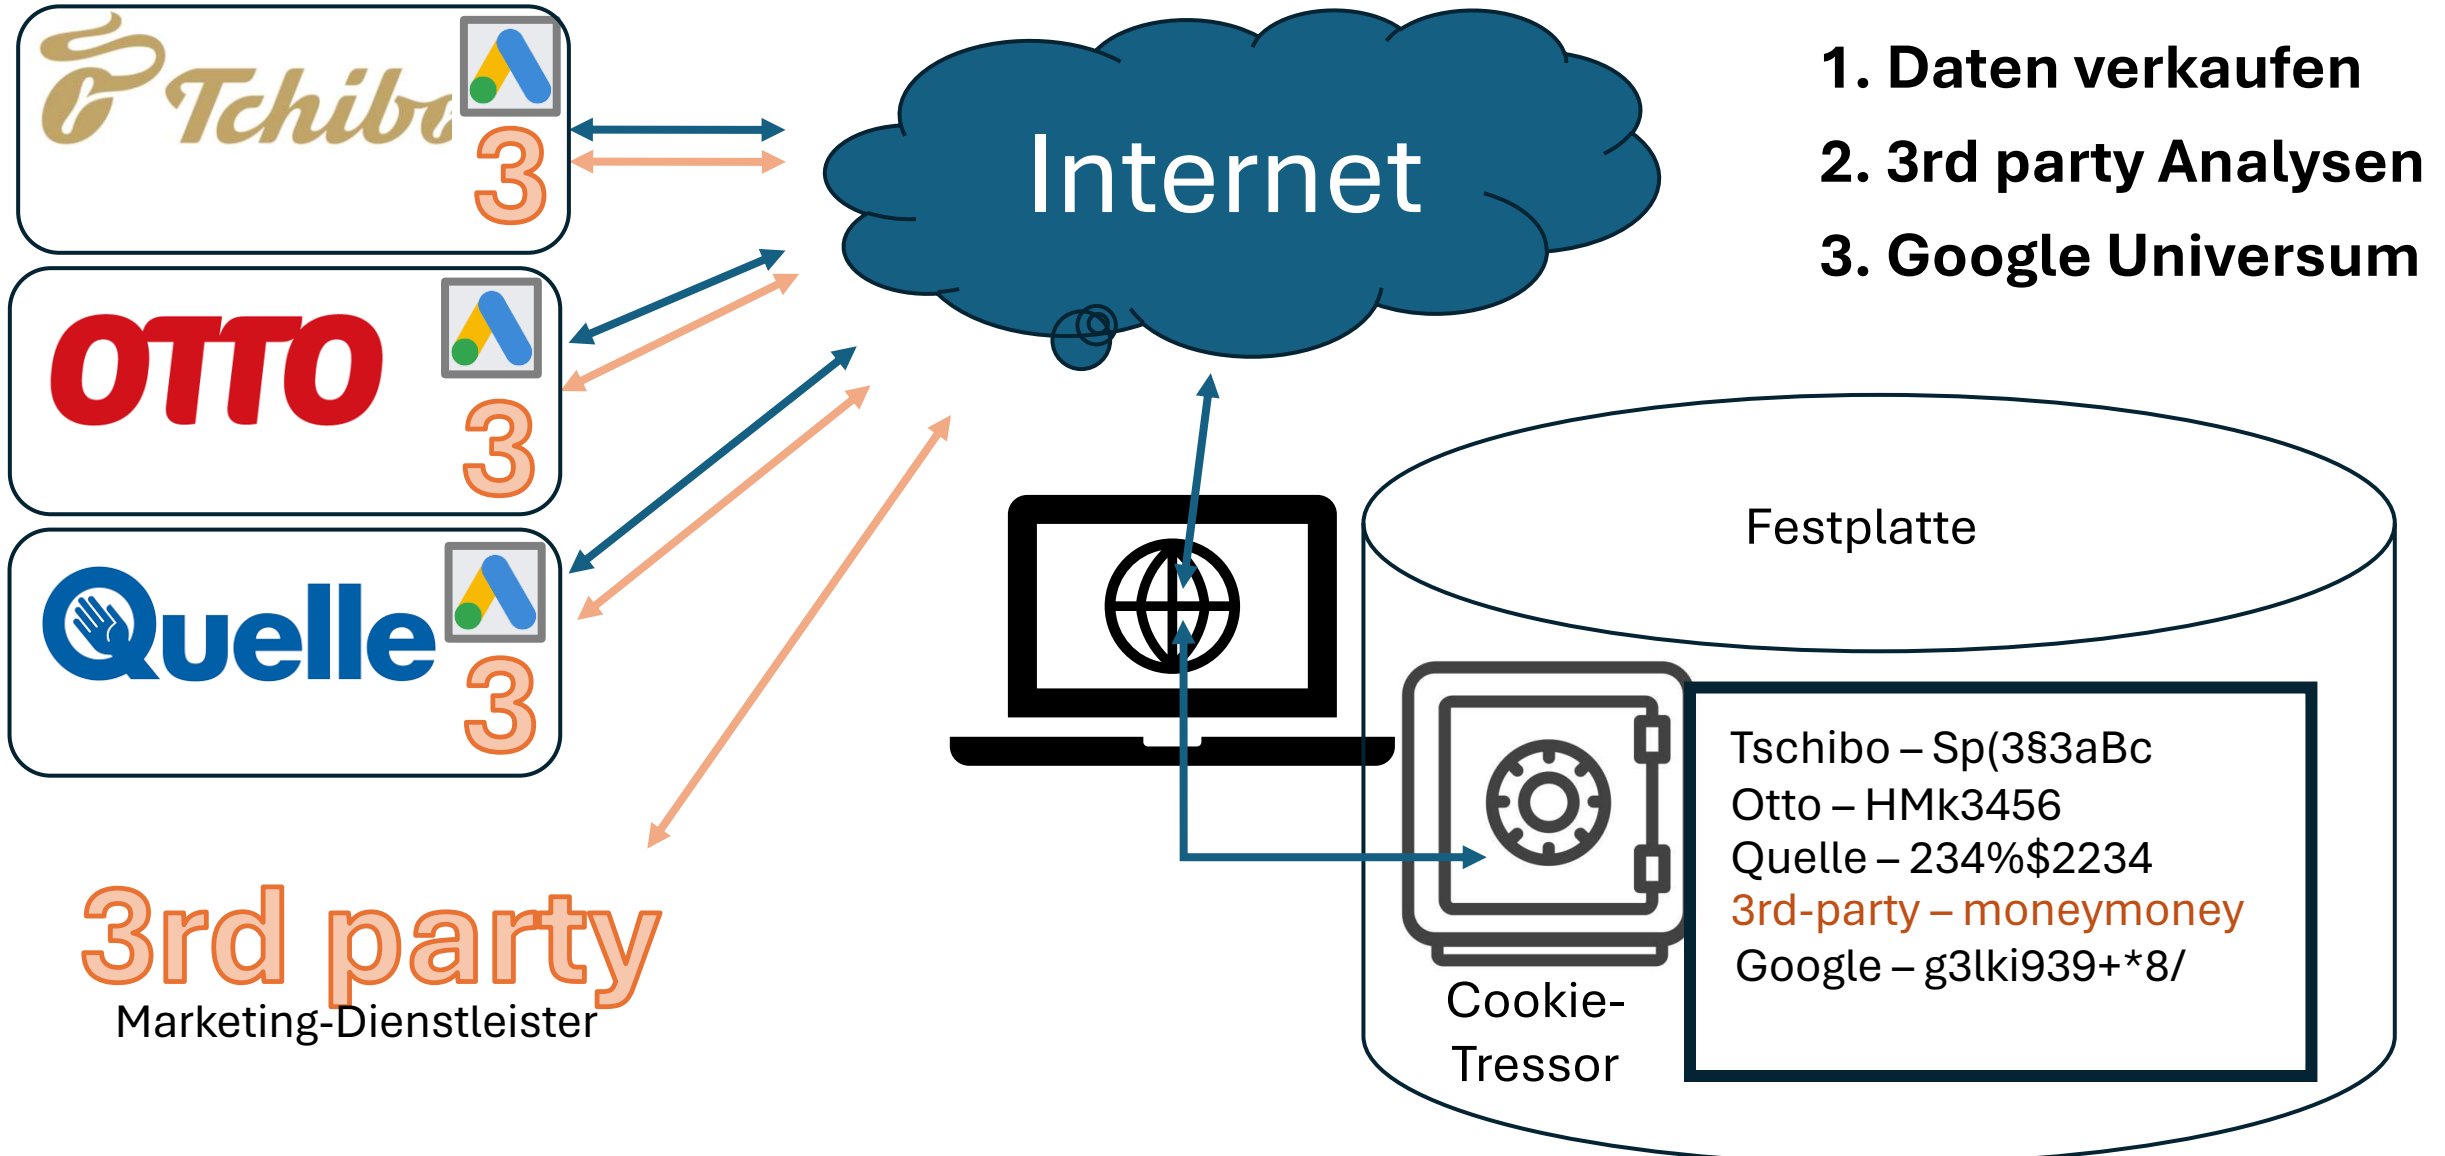 Tchibo
3
OTTO
3
Quelle
3
3rd party
Marketing-Dienstleister
Internet
1. Daten verkaufen
2. 3rd party Analysen
3. Google Universum
Festplatte
Cookie-
Tressor
Tschibo – Sp(3§3aBc
Otto – HMk3456
Quelle – 234%$2234
3rd-party – moneymoney
Google – g3lki939+*8/